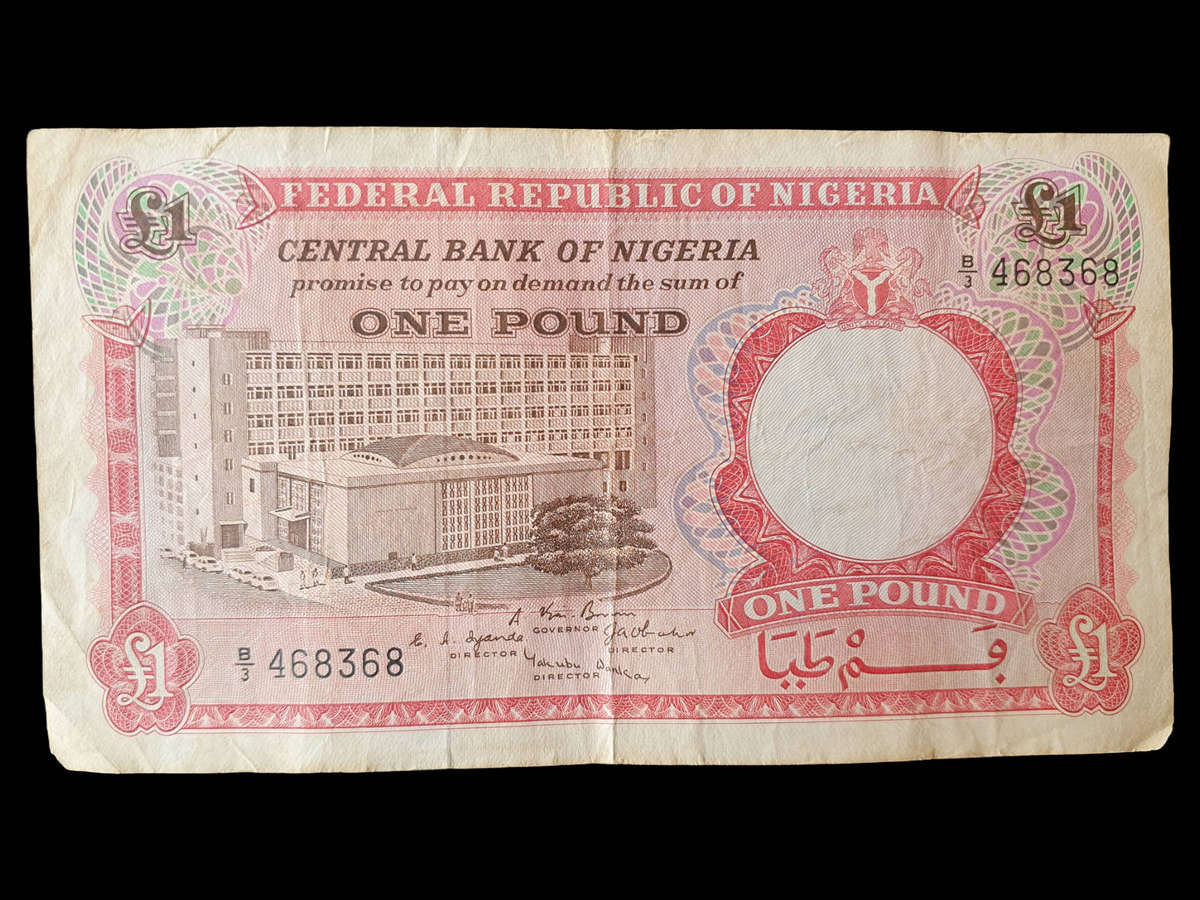 FEDERAL REPUBLIC OF NIGERIA
£1
£1
CENTRAL BANK OF NIGERIA
promise to pay on demand the sum of
ONE POUND
B/3 468368
ONE POUND
GOVERNOR
DIRECTOR
DIRECTOR
DIRECTOR
B/3 468368
£1
£1